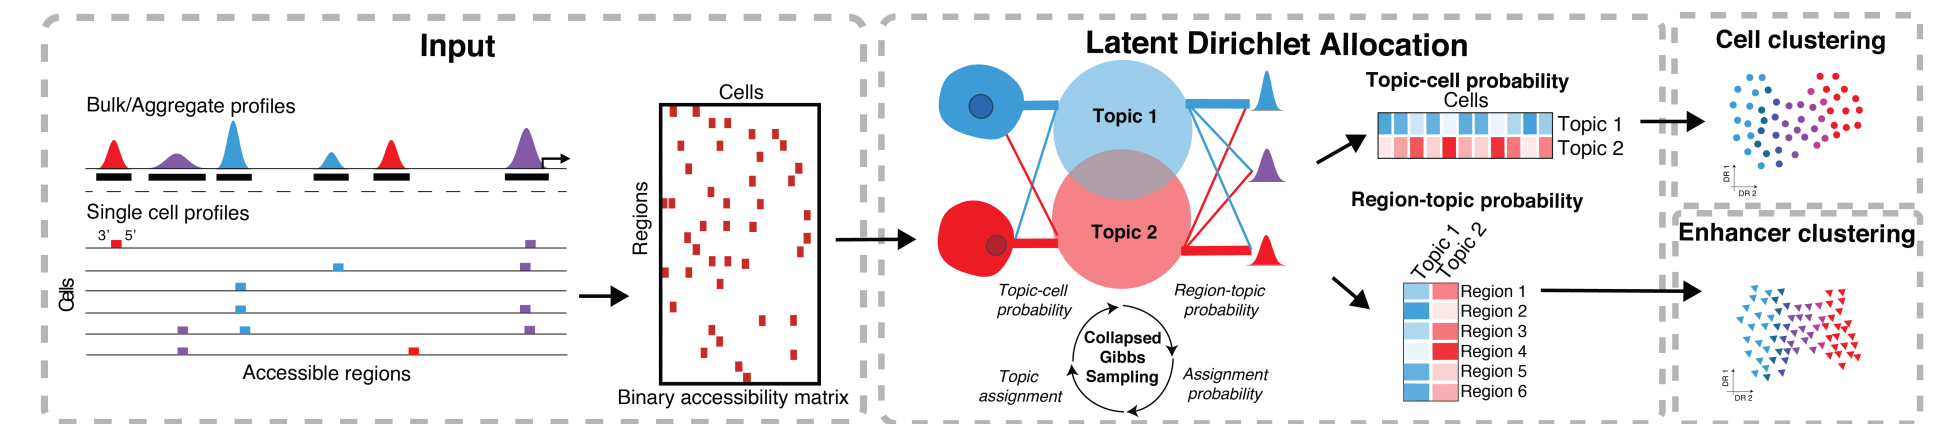 Input
Bulk/Aggregate profiles
Single cell profiles
3’ 5’
Cells
Accessible regions
Cells
Regions
Binary accessibility matrix
Latent Dirichlet Allocation
Topic 1
Topic 2
Topic-cell
probability
Region-topic
probability
Collapsed
Gibbs
Sampling
Topic
assignment
Assignment
probability
Topic-cell probability
Cells
Topic 1
Topic 2
Region-topic probability
Topic 1
Topic 2
Region 1
Region 2
Region 3
Region 4
Region 5
Region 6
Cell clustering
DR 1
DR 2
Enhancer clustering
DR 1
DR 2